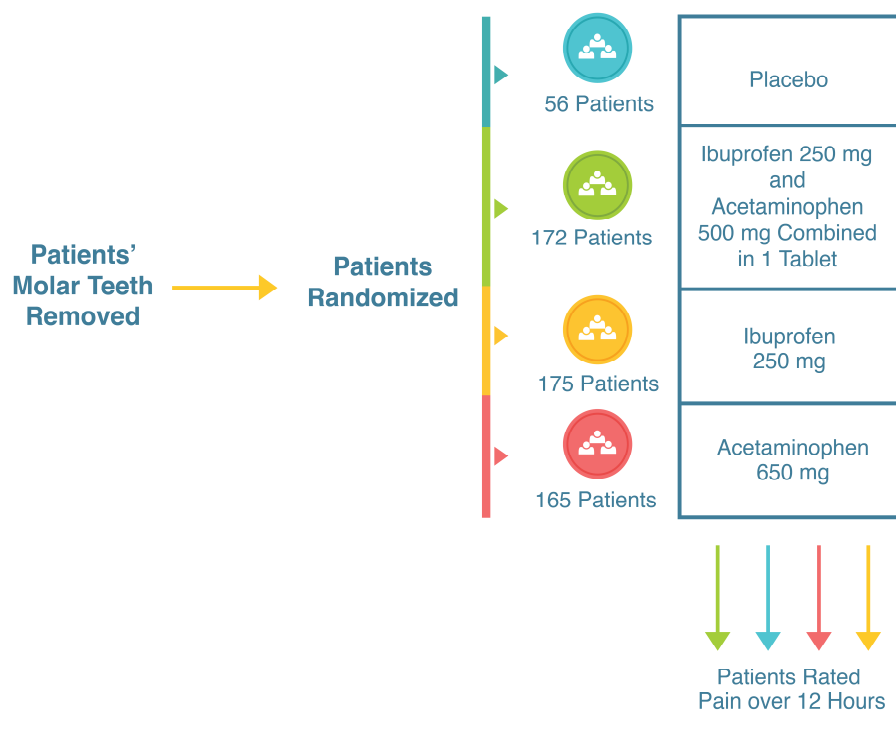 Patients’
Molar Teeth
Removed
Patients
Randomized
56 Patients
Placebo
172 Patients
Ibuprofen 250 mg
and
Acetaminophen
500 mg Combined
in 1 Tablet
175 Patients
Ibuprofen
250 mg
165 Patients
Acetaminophen
650 mg
Patients Rated
Pain over 12 Hours